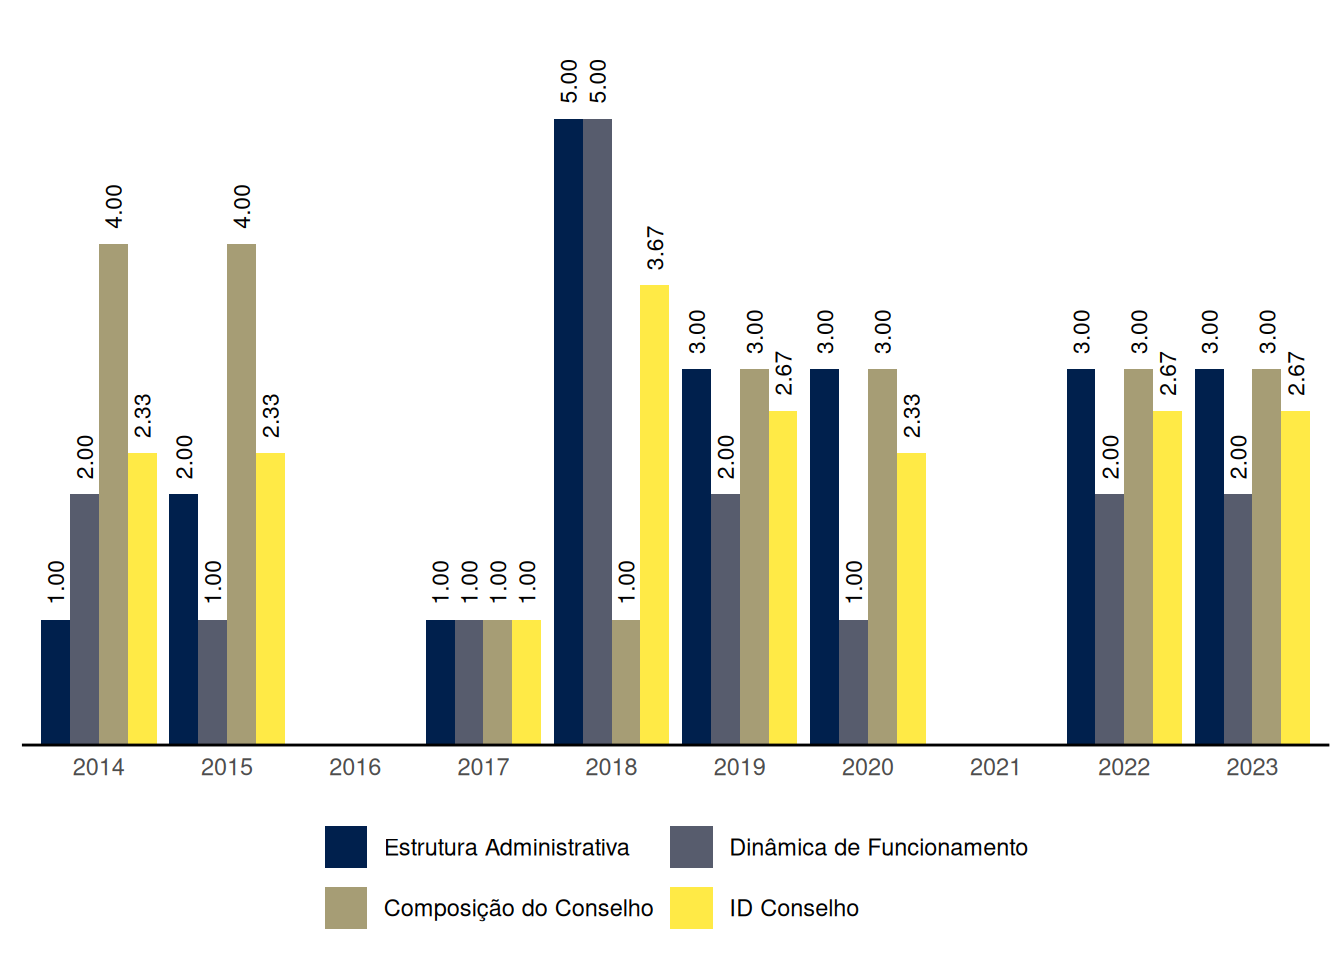 5.00 5.00
4.00 4.00
3.67
3.00 3.00 3.00 3.00 3.00 3.00 3.00 3.00
2.67 2.67 2.67
2.33 2.33 2.33
2.00 2.00 2.00 2.00 2.00
1.00 1.00 1.00 1.00 1.00 1.00 1.00 1.00
2014 2015 2016 2017 2018 2019 2020 2021 2022 2023
Estrutura Administrativa Dinâmica de Funcionamento
Composição do Conselho ID Conselho